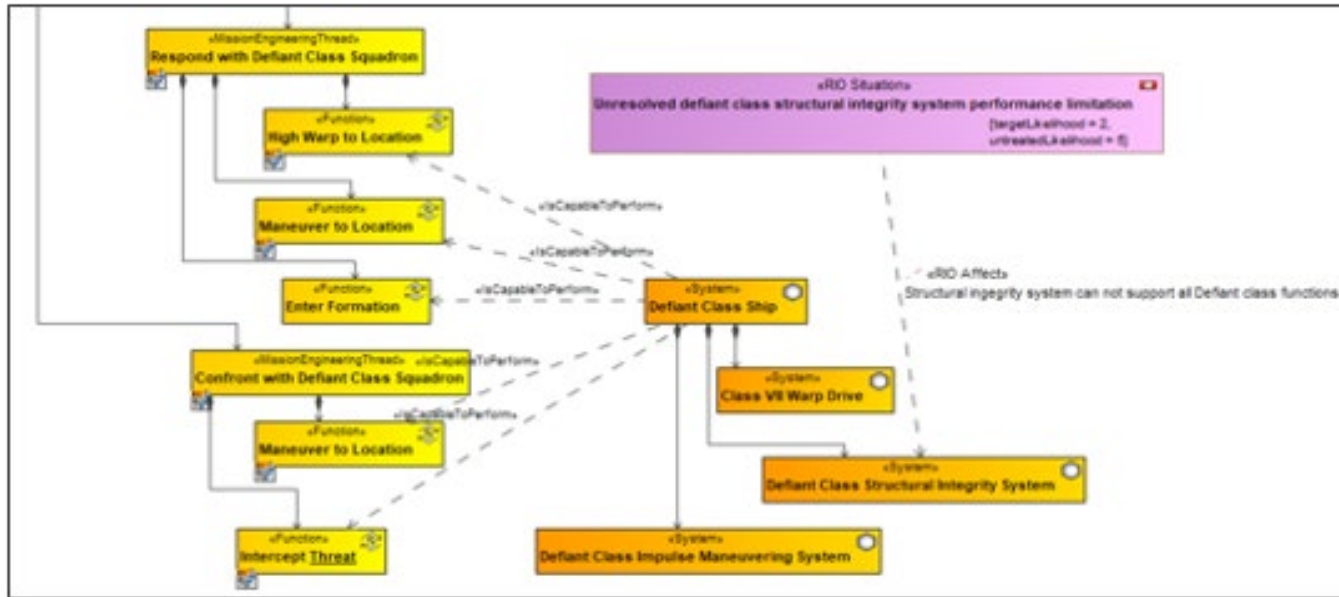 «MissionEngineeringThread»
Respond with Defiant Class Squadron
«RIO Situation»
Unresolved defiant class structural integrity system performance limitation
{targetLikelihood = 2,
untreatedLikelihood = 5}
«Function»
High Warp to Location
«IsCapableToPerform»
«Function»
Maneuver to Location
«IsCapableToPerform»
«RIO Affect»
Structural ingegrity system can not support all Defiant class functions
«Function»
Enter Formation
«IsCapableToPerform»
«System»
Defiant Class Ship
«MissionEngineeringThread»
Confront with Defiant Class Squadron
«IsCapableToPerform»
«System»
Class VII Warp Drive
«IsCapableToPerform»
«Function»
Maneuver to Location
«System»
Defiant Class Structural Integrity System
«Function»
Intercept Threat
«System»
Defiant Class Impulse Maneuvering System